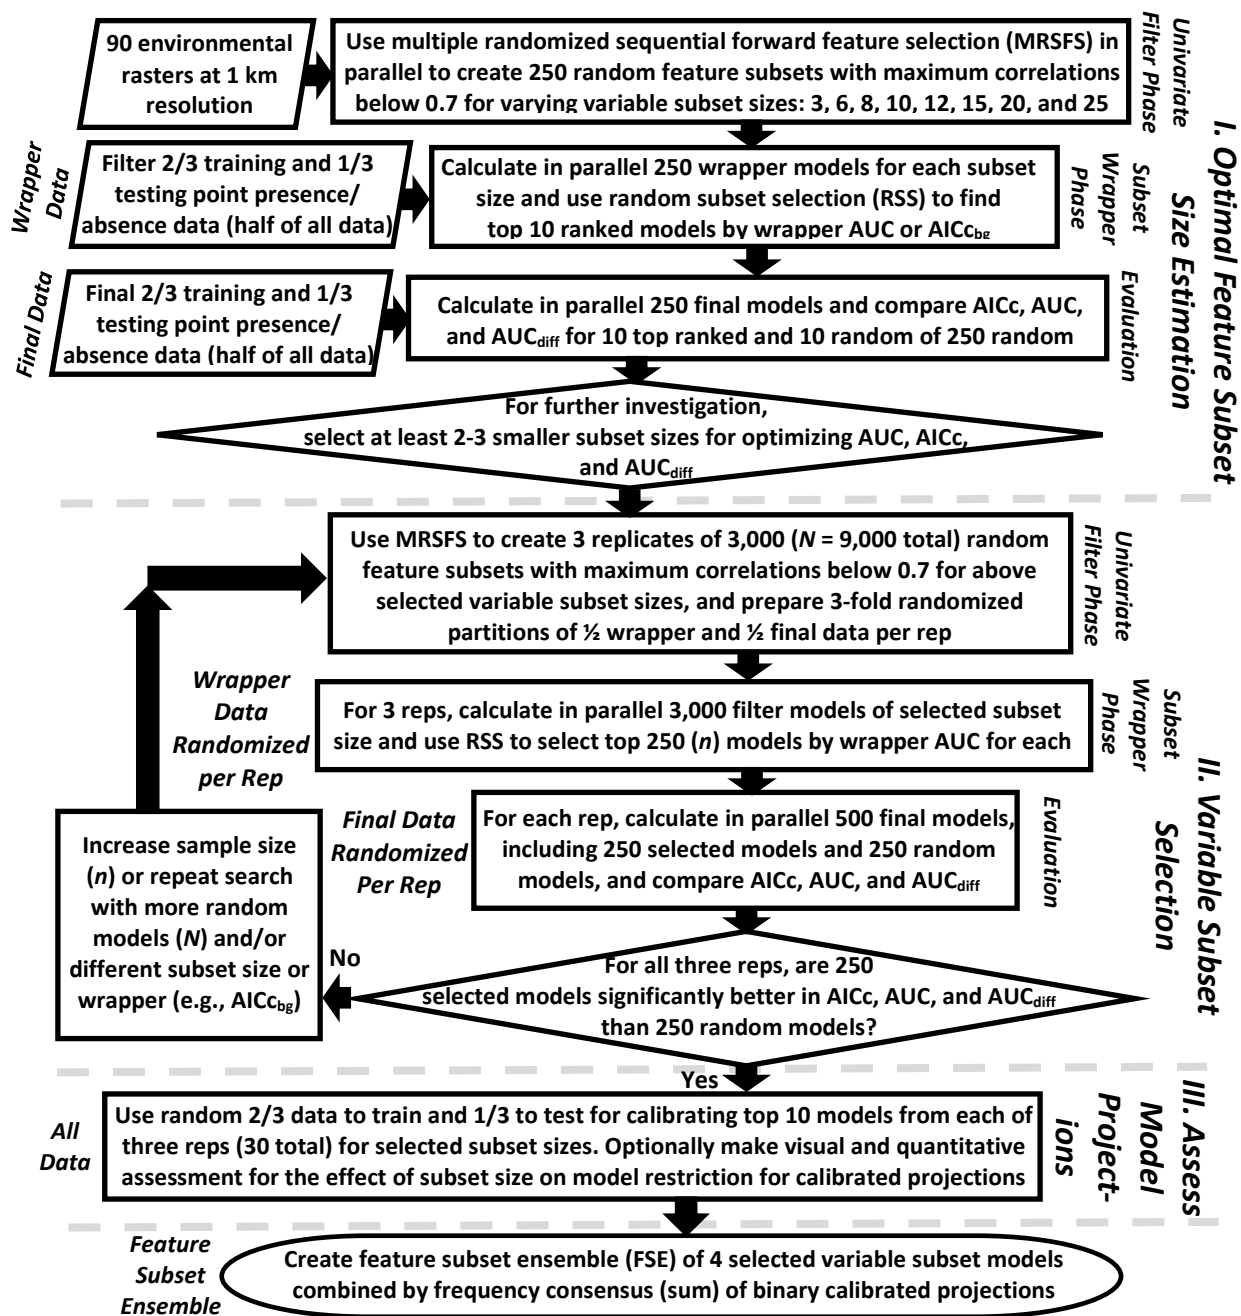 90 environmental
rasters at 1 km
resolution
Use multiple randomized sequential forward feature selection (MRSFS) in
parallel to create 250 random feature subsets with maximum correlations
below 0.7 for varying variable subset sizes: 3, 6, 8, 10, 12, 15, 20, and 25
Univariate
Filter Phase
I. Optimal Feature Subset
Size Estimation
Wrapper
Data
Filter 2/3 training and 1/3
testing point presence/
absence data (half of all data)
Calculate in parallel 250 wrapper models for each subset
size and use random subset selection (RSS) to find
top 10 ranked models by wrapper AUC or AICcbg
Subset
Wrapper
Phase
Final Data
Final 2/3 training and 1/3
testing point presence/
absence data (half of all data)
Calculate in parallel 250 final models and compare AICc, AUC,
and AUCdiff for 10 top ranked and 10 random of 250 random
Evaluation
For further investigation,
select at least 2-3 smaller subset sizes for optimizing AUC, AICc,
and AUCdiff
Use MRSFS to create 3 replicates of 3,000 (N = 9,000 total) random
feature subsets with maximum correlations below 0.7 for above
selected variable subset sizes, and prepare 3-fold randomized
partitions of ½ wrapper and ½ final data per rep
Univariate
Filter Phase
II. Variable Subset
Selection
Wrapper
Data
Randomized
per Rep
For 3 reps, calculate in parallel 3,000 filter models of selected subset
size and use RSS to select top 250 (n) models by wrapper AUC for each
Subset
Wrapper
Phase
Final Data
Randomized
Per Rep
For each rep, calculate in parallel 500 final models,
including 250 selected models and 250 random
models, and compare AICc, AUC, and AUCdiff
Evaluation
Increase sample size
(n) or repeat search
with more random
models (N) and/or
different subset size or
wrapper (e.g., AICcbg)
No
For all three reps, are 250
selected models significantly better in AICc, AUC, and AUCdiff
than 250 random models?
Yes
All
Data
Use random 2/3 data to train and 1/3 to test for calibrating top 10 models from each of
three reps (30 total) for selected subset sizes. Optionally make visual and quantitative
assessment for the effect of subset size on model restriction for calibrated projections
III. Assess
Model
Project-
ions
Feature
Subset
Ensemble
Create feature subset ensemble (FSE) of 4 selected variable subset models
combined by frequency consensus (sum) of binary calibrated projections